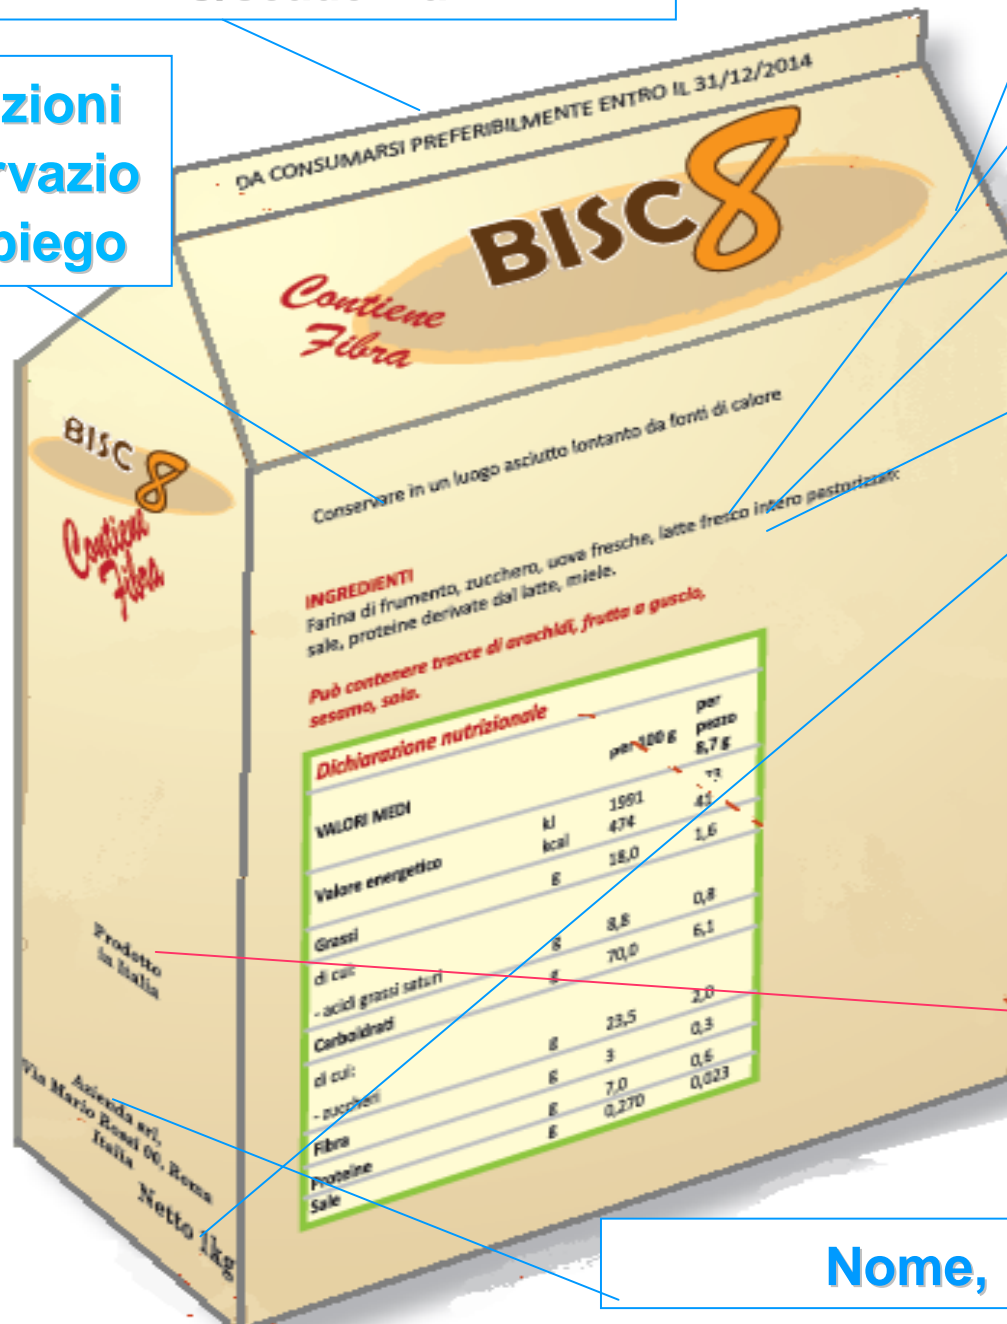 zioni
rvazio
piego
DA CONSUMARSI PREFERIBILMENTE ENTRO IL 31/12/2014
BISC8
Contiene
Fibra
BISC 8
Contiene
Fibra
Conservare in un luogo asciutto lontanto da fonti di calore
INGREDIENTI
Farina di frumento, zucchero, uova fresche, latte fresco intero pastorizzati:
sale, proteine derivate dal latte, miele.
Può contenere tracce di arachidi, frutta a guscio,
sesamo, soia.
Dichiarazione nutrizionale
per 100 g
per
pezzo
8,7 g
VALORI MEDI
Valore energetico kJ 1991
kcal 474 41
Grassi g 18,0 1,6
di cui:
- acidi grassi saturi g 8,8 0,8
Carboidrati g 70,0 6,1
di cui:
- zuccheri g 23,5 2,0
Fibra g 3 0,3
Proteine g 7,0 0,6
Sale g 0,270 0,023
Prodotto
in Italia
Azienda srl,
Via Mario Rossi 00, Roma
Italia
Netto 1kg
Nome,